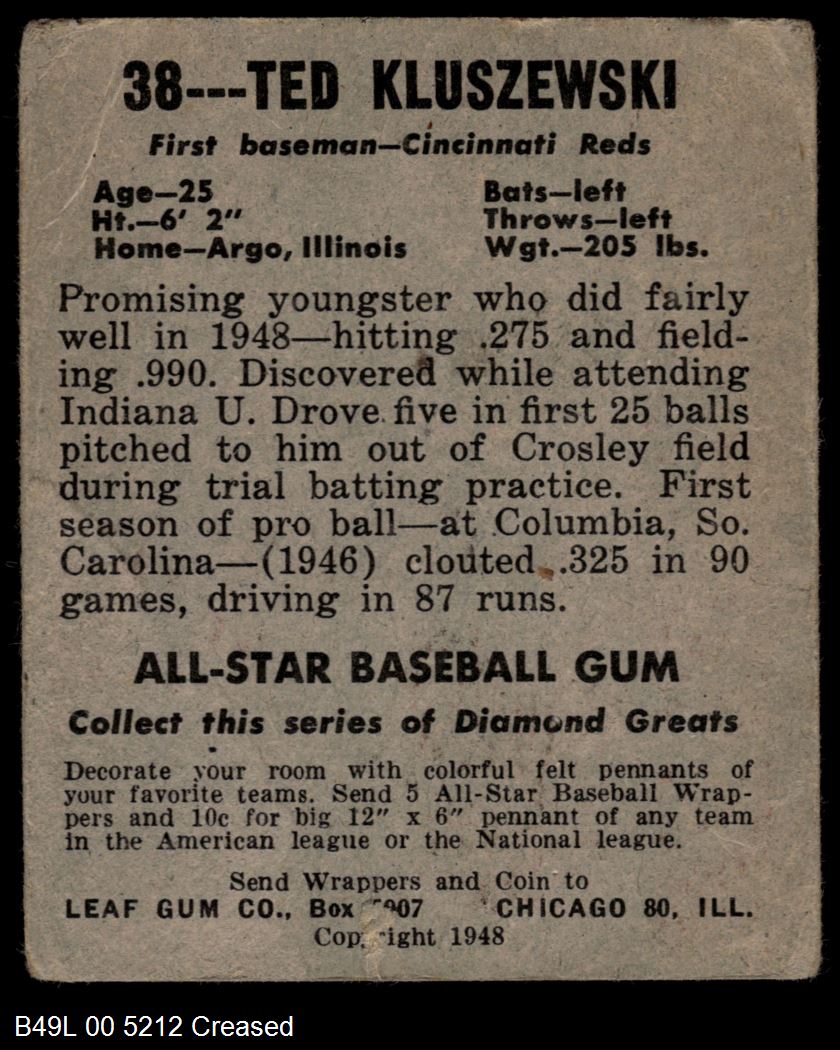 38---TED KLUSZEWSKI
First baseman—Cincinnati Reds
Age—25
Ht.—6' 2"
Home—Argo, Illinois
Bats—left
Throws—left
Wgt.—205 lbs.
Promising youngster who did fairly
well in 1948—hitting .275 and field-
ing .990. Discovered while attending
Indiana U. Drove five in first 25 balls
pitched to him out of Crosley field
during trial batting practice. First
season of pro ball—at Columbia, So.
Carolina—(1946) clouted .325 in 90
games, driving in 87 runs.
ALL-STAR BASEBALL GUM
Collect this series of Diamond Greats
Decorate your room with colorful felt pennants of
your favorite teams. Send 5 All-Star Baseball Wrap-
pers and 10c for big 12" x 6" pennant of any team
in the American league or the National league.
Send Wrappers and Coin to
LEAF GUM CO., Box CHICAGO 80, ILL.
Copyright 1948
B49L 00 5212 Creased